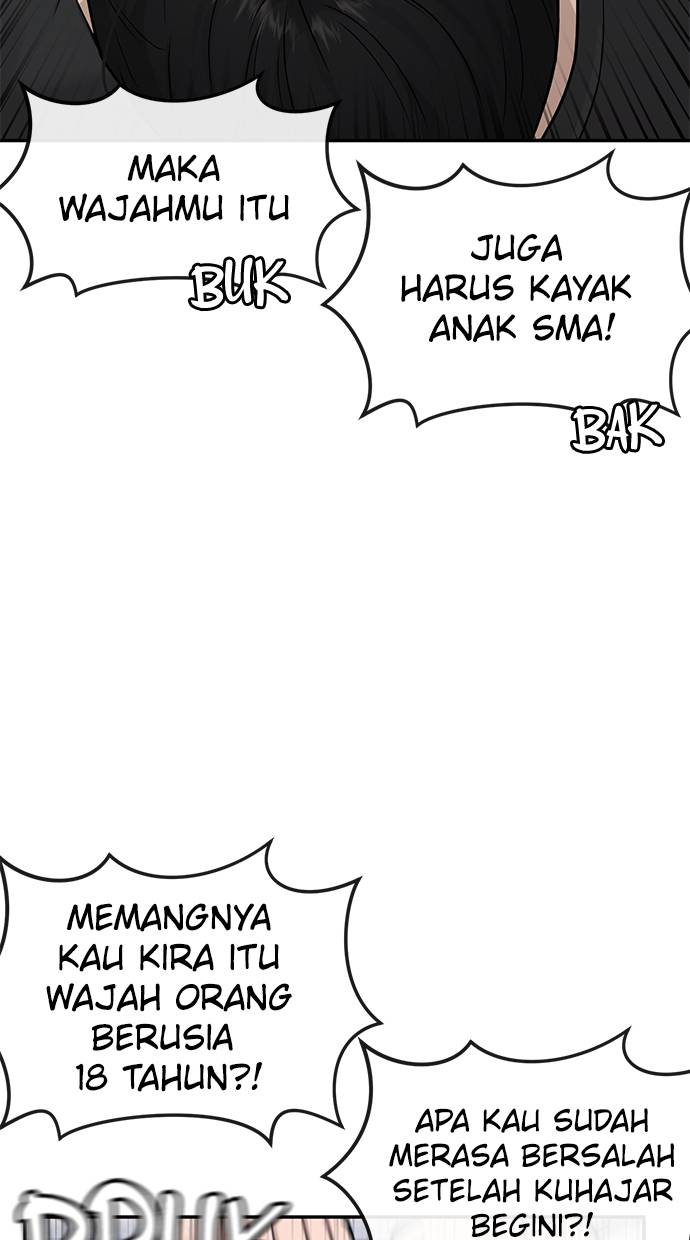 MAKA
WAJAHMU ITU
BUK
JUGA
HARUS KAYAK
ANAK SMA!
BAK
MEMANGNYA
KAU KIRA ITU
WAJAH ORANG
BERUSIA
18 TAHUN?!
APA KAU SUDAH
MERASA BERSALAH
SETELAH KUHAJAR
BEGINI?!